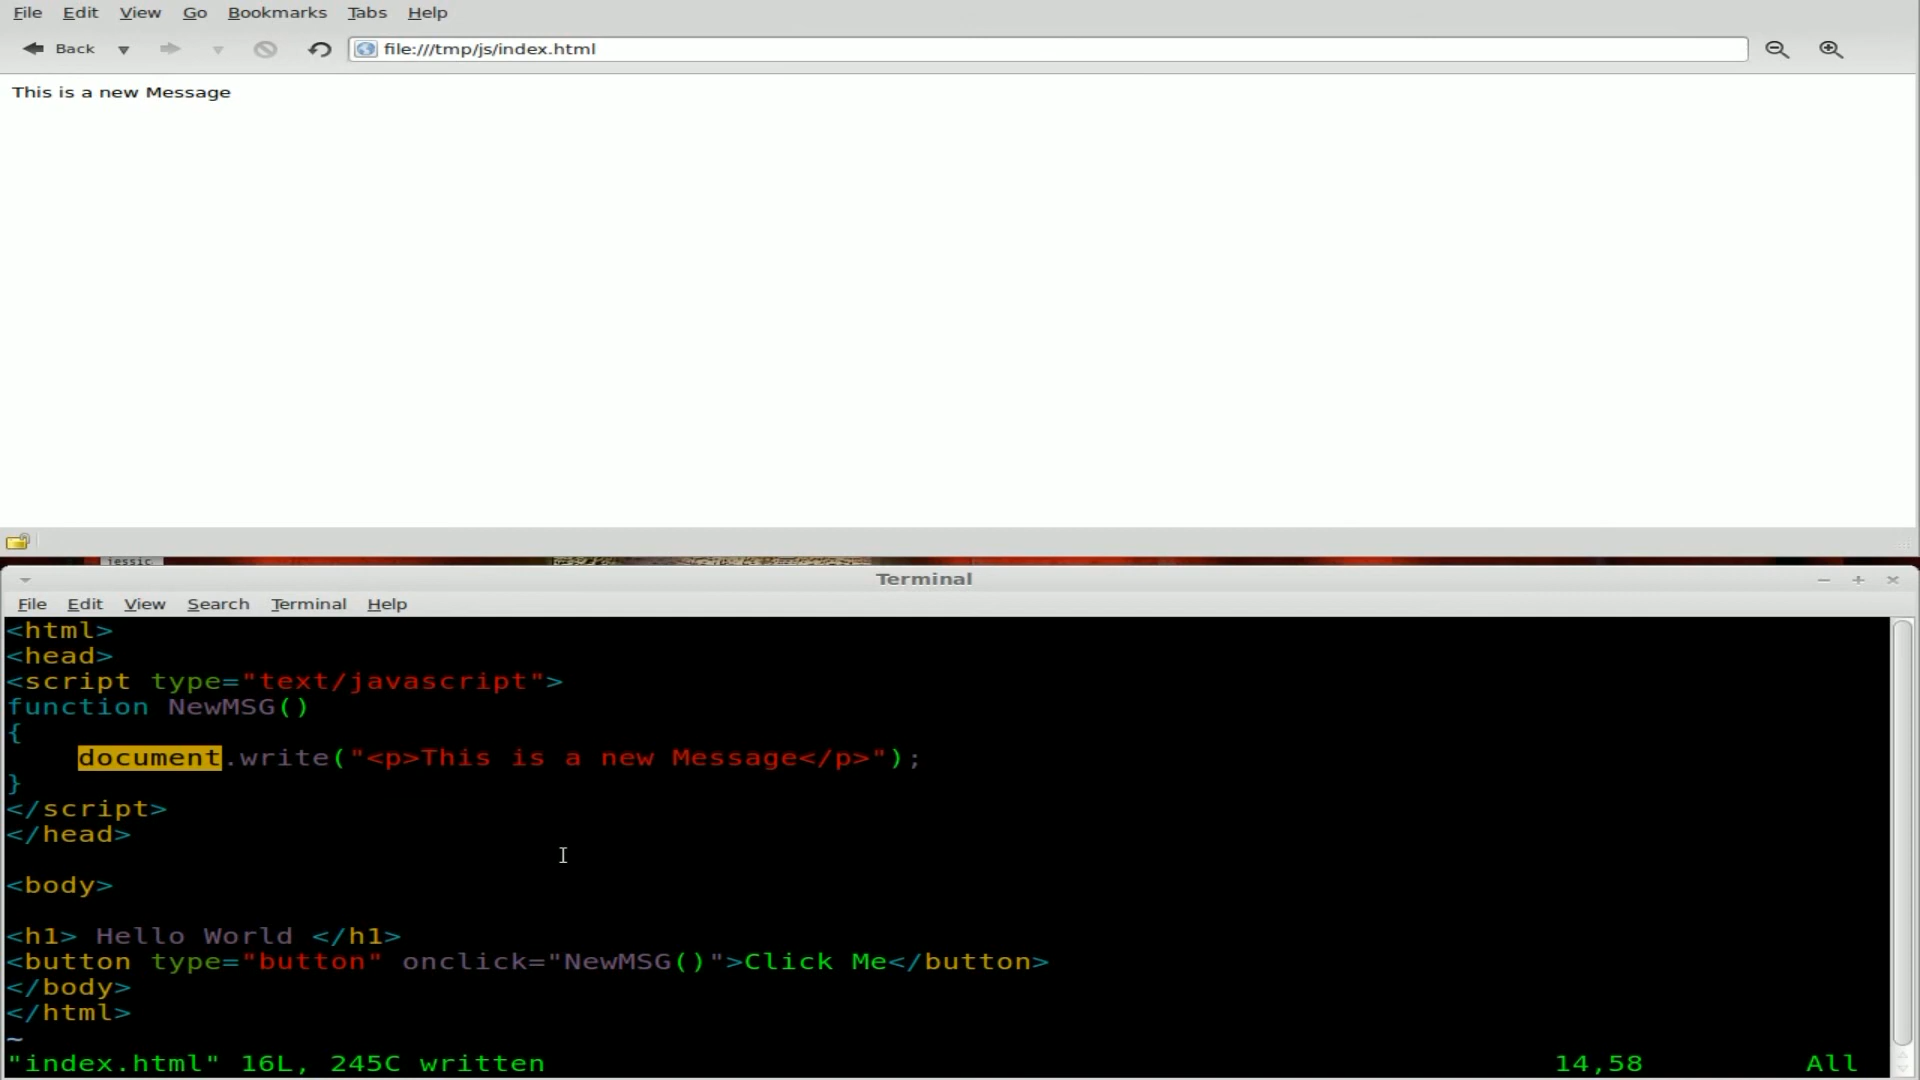 File Edit View Go Bookmarks Tabs Help
Back file:///tmp/js/index.html
This is a new Message
jessic
Terminal
File Edit View Search Terminal Help
<html>
<head>
<script type="text/javascript">
function NewMSG()
{
    document.write("<p>This is a new Message</p>");
}
</script>
</head>
<body>
<h1> Hello World </h1>
<button type="button" onclick="NewMSG()">Click Me</button>
</body>
</html>
~
"index.html" 16L, 245C written 14,58 All